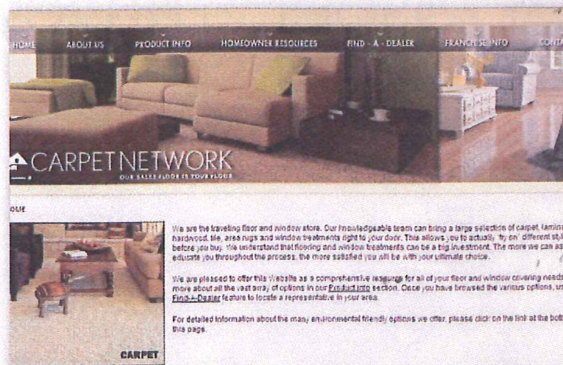 HOME ABOUT US PRODUCT INFO HOMEOWNER RESOURCES FIND - A - DEALER FRANCHISE INFO CONTA
CARPETNETWORK
OUR SALES FLOOR IS YOUR FLOOR
OUR
We are the traveling floor and window store. Our knowledgeable team can bring a large selection of carpet, lamina
hardwood, tile, area rugs and window treatments right to your door. This allows you to actually 'try on' different styl
before you buy. We understand that flooring and window treatments can be a big investment. The more we can as
educate you throughout the process, the more satisfied you will be with your ultimate choice.
We are pleased to offer this Website as a comprehensive resource for all of your floor and window covering needs
more about all the vast array of options in our Product Info section. Once you have browsed the various options, us
Find-A-Dealer feature to locate a representative in your area.
For detailed information about the many environmental friendly options we offer, please click on the link at the bott
this page.
CARPET